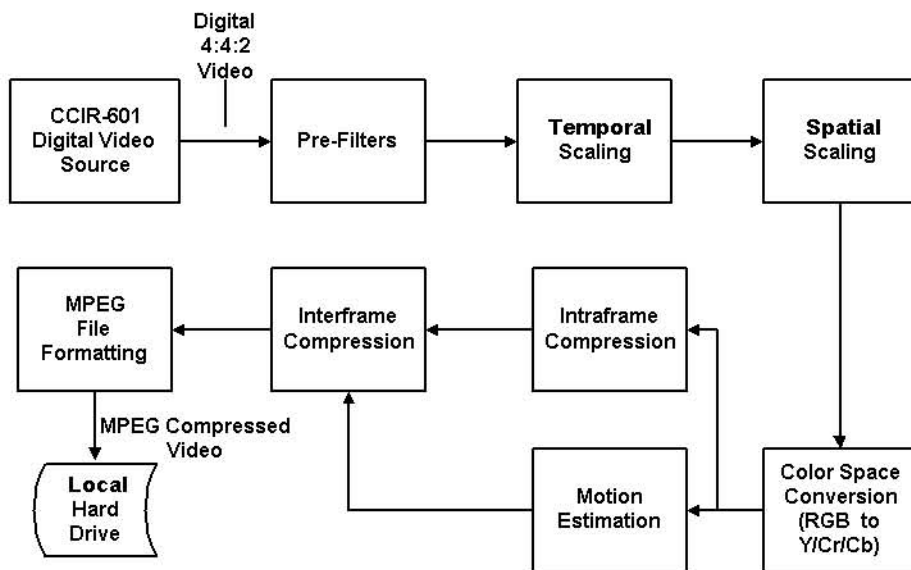 Digital
4:4:2
Video
CCIR-601
Digital Video
Source
Pre-Filters
Temporal
Scaling
Spatial
Scaling
MPEG
File
Formatting
Interframe
Compression
Intraframe
Compression
MPEG Compressed
Video
Local
Hard
Drive
Motion
Estimation
Color Space
Conversion
(RGB to
Y/Cr/Cb)